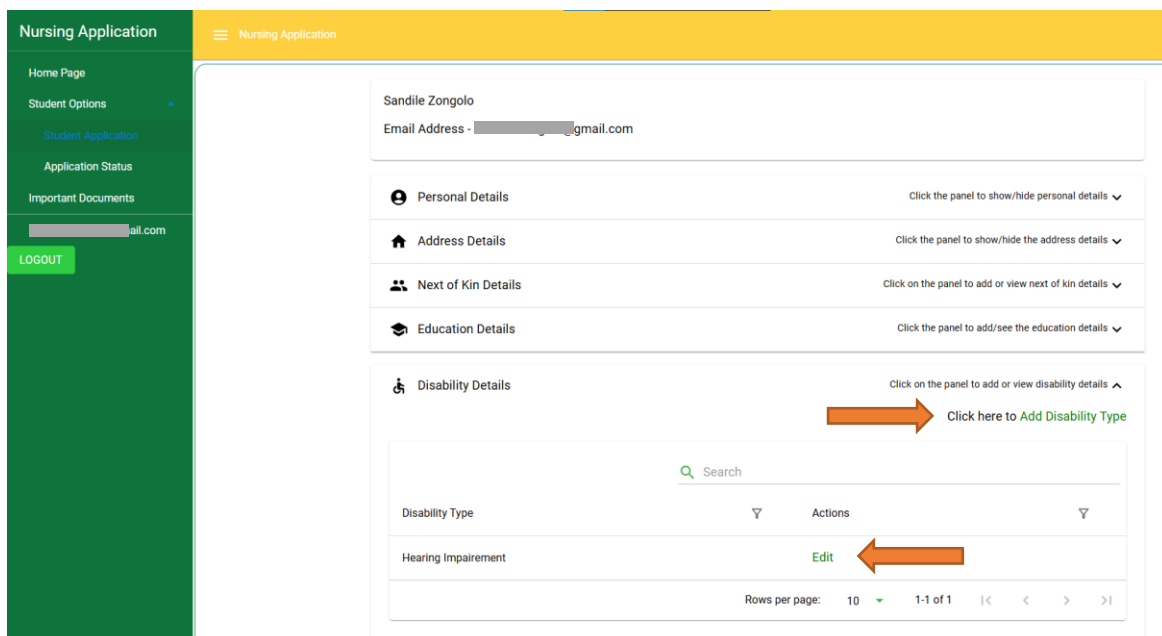 Nursing Application
Nursing Application
Home Page
Student Options
Student Application
Application Status
Important Documents
ail.com
LOGOUT
Sandile Zongolo
Email Address - gmail.com
Personal Details Click the panel to show/hide personal details
Address Details Click the panel to show/hide the address details
Next of Kin Details Click on the panel to add or view next of kin details
Education Details Click the panel to add/see the education details
Disability Details Click on the panel to add or view disability details
Click here to Add Disability Type
Search
Disability Type Actions
Hearing Impairement Edit
Rows per page: 10 1-1 of 1